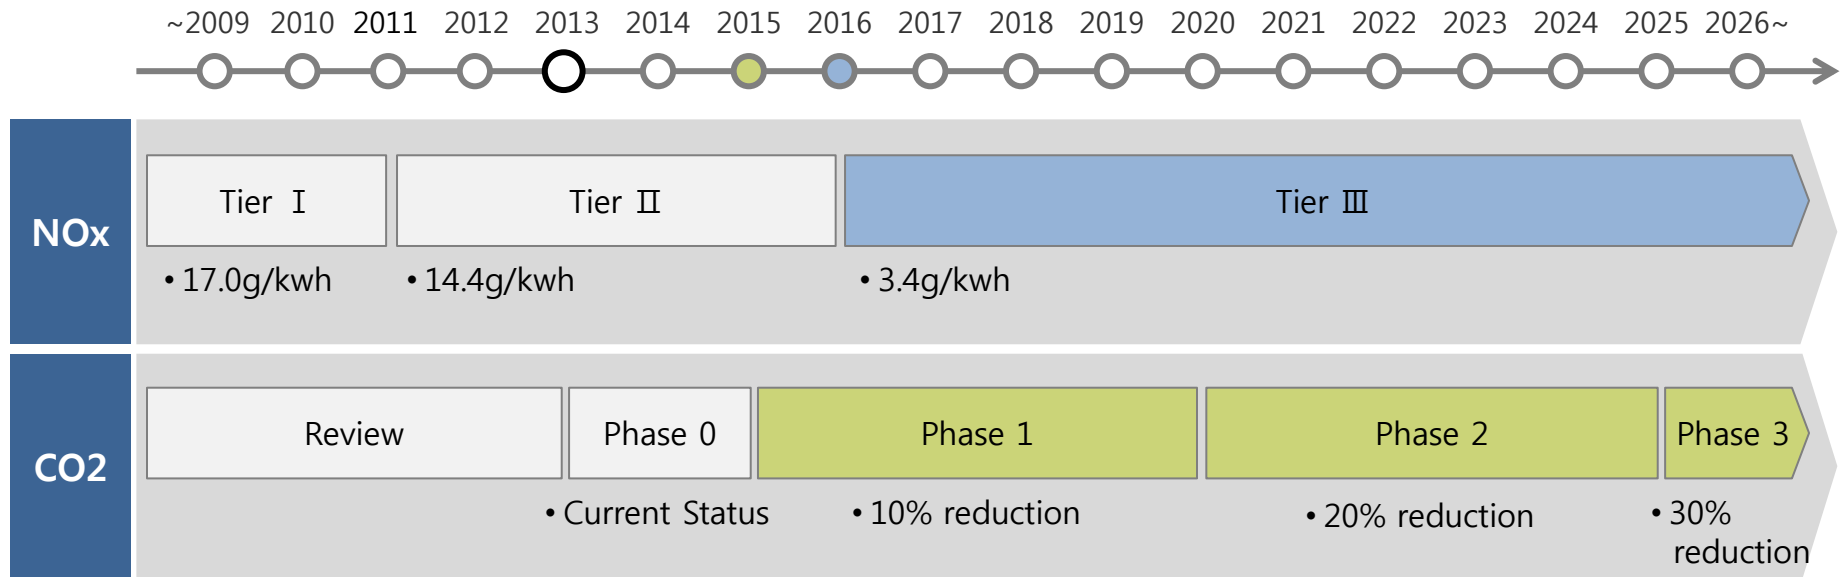 ~2009 2010 2011 2012 2013 2014 2015 2016 2017 2018 2019 2020 2021 2022 2023 2024 2025 2026~
NOx
Tier Ⅰ Tier Ⅱ Tier Ⅲ
• 17.0g/kwh • 14.4g/kwh • 3.4g/kwh
CO2
Review Phase 0 Phase 1 Phase 2 Phase 3
• Current Status • 10% reduction • 20% reduction • 30%
reduction